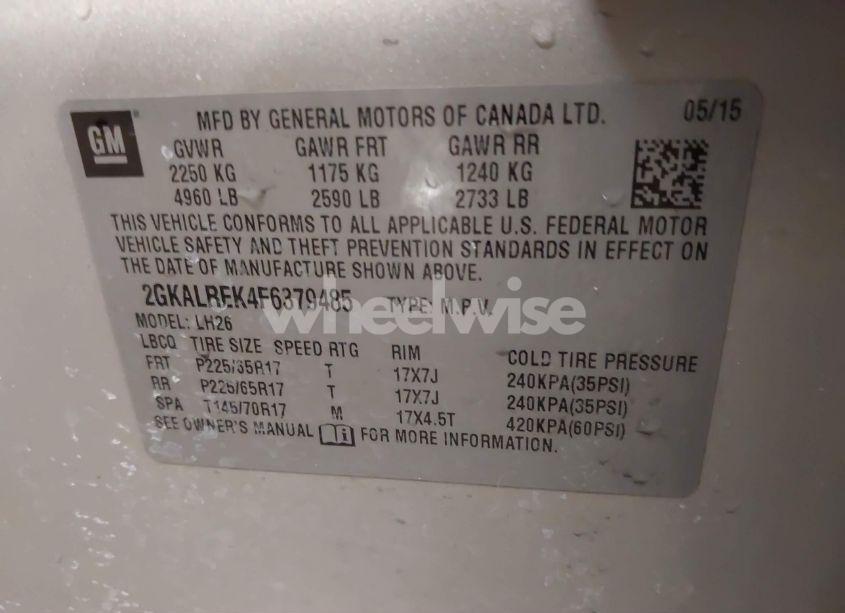 GM
MFD BY GENERAL MOTORS OF CANADA LTD. 05/15
GVWR GAWR FRT GAWR RR
2250 KG 1175 KG 1240 KG
4960 LB 2590 LB 2733 LB
THIS VEHICLE CONFORMS TO ALL APPLICABLE U.S. FEDERAL MOTOR
VEHICLE SAFETY AND THEFT PREVENTION STANDARDS IN EFFECT ON
THE DATE OF MANUFACTURE SHOWN ABOVE.
2GKALREK4F6379485 TYPE: M.P.V.
wheelwise
MODEL: LH26
LBCQ TIRE SIZE SPEED RTG RIM COLD TIRE PRESSURE
FRT P225/65R17 T 17X7J 240KPA(35PSI)
RR P225/65R17 T 17X7J 240KPA(35PSI)
SPA T145/70R17 M 17X4.5T 420KPA(60PSI)
SEE OWNER'S MANUAL FOR MORE INFORMATION.